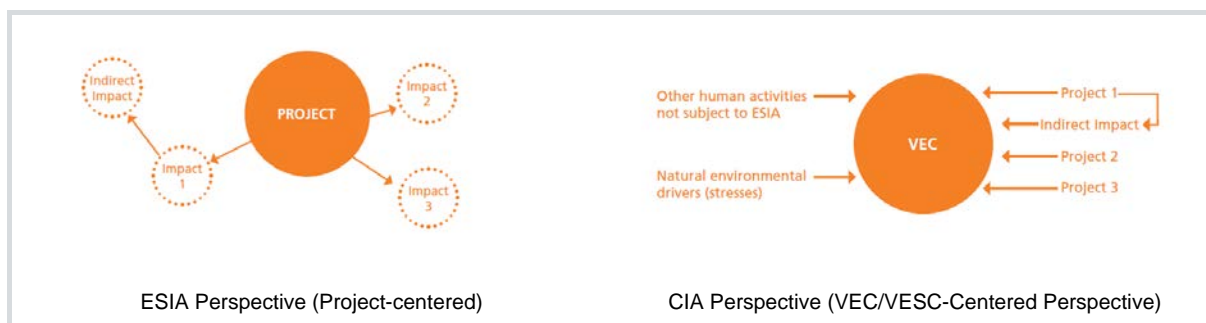 Indirect
Impact
PROJECT
Impact
2
Impact
1
Impact
3
Other human activities
not subject to ESIA
Natural environmental
drivers (stresses)
VEC
Project 1
Indirect Impact
Project 2
Project 3
ESIA Perspective (Project-centered)
CIA Perspective (VEC/VESC-Centered Perspective)